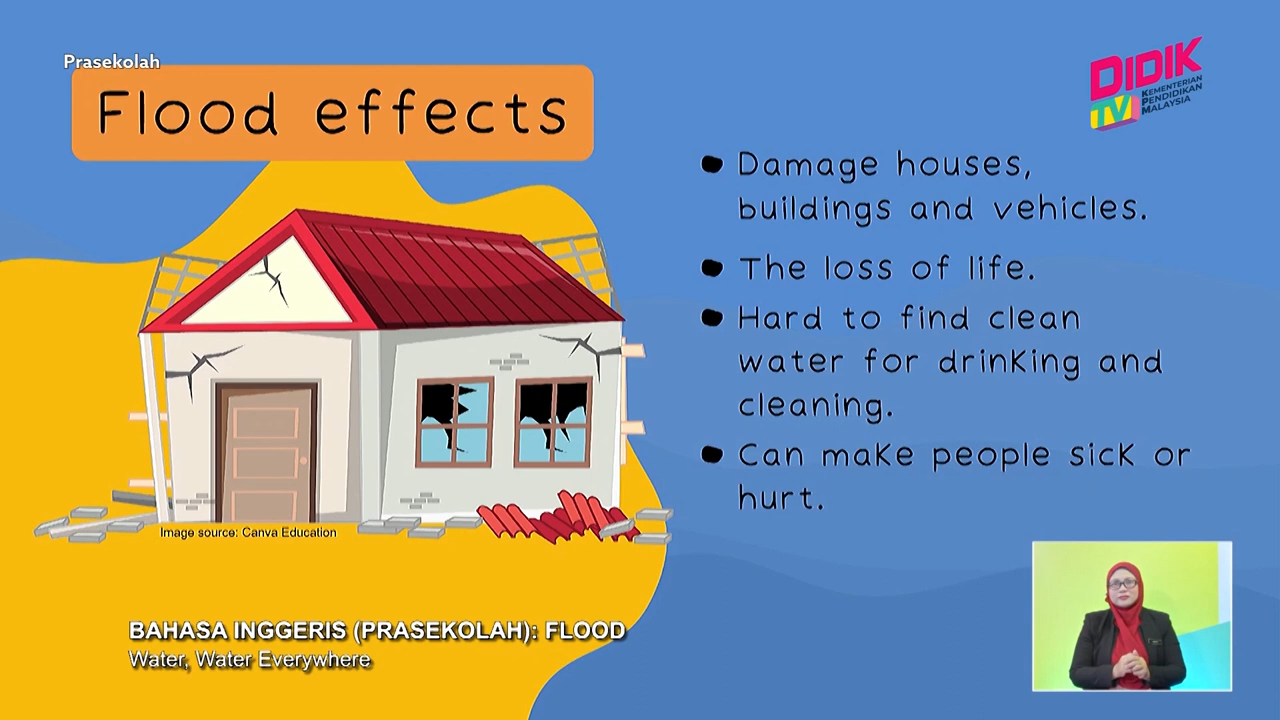 Prasekolah
Flood effects
DIDIK
TV
KEMENTERIAN
PENDIDIKAN
MALAYSIA
● Damage houses,
buildings and vehicles.
● The loss of life.
● Hard to find clean
water for drinking and
cleaning.
● Can make people sick or
hurt.
Image source: Canva Education
BAHASA INGGERIS (PRASEKOLAH): FLOOD
Water, Water Everywhere